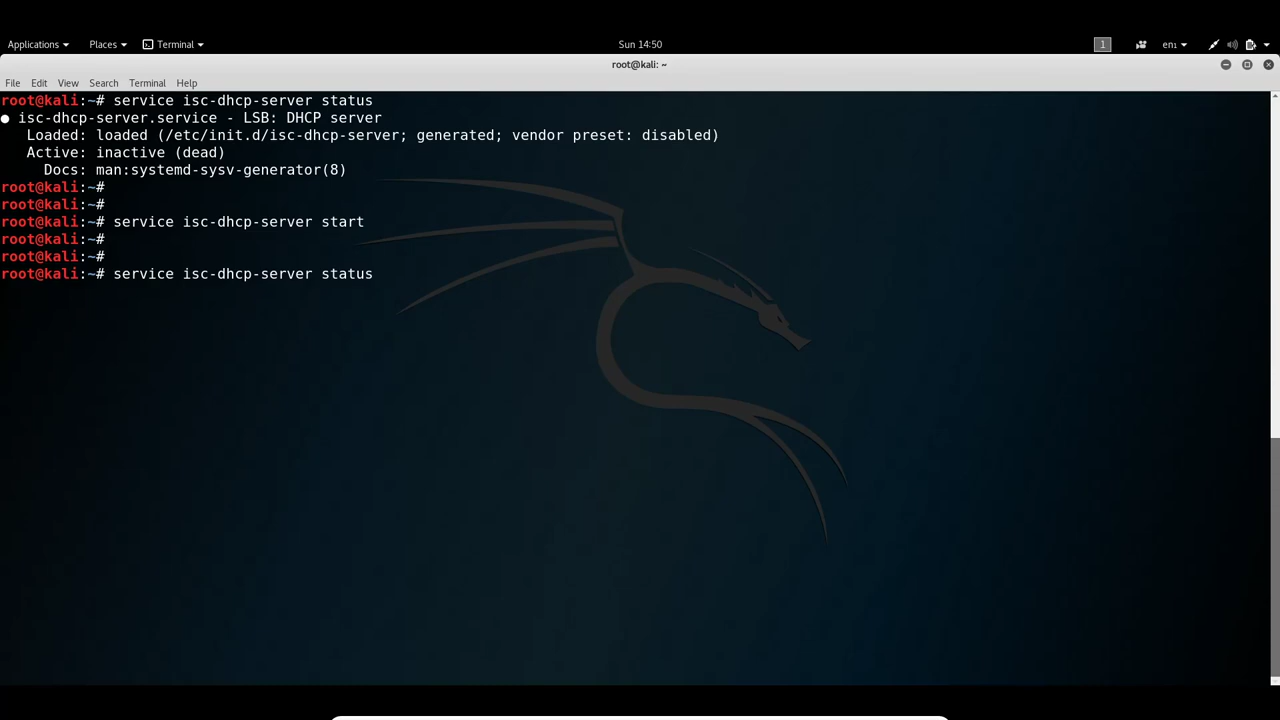 Applications Places Terminal Sun 14:50 1 en₁
root@kali: ~
File Edit View Search Terminal Help
root@kali:~# service isc-dhcp-server status
● isc-dhcp-server.service - LSB: DHCP server
Loaded: loaded (/etc/init.d/isc-dhcp-server; generated; vendor preset: disabled)
Active: inactive (dead)
Docs: man:systemd-sysv-generator(8)
root@kali:~#
root@kali:~#
root@kali:~# service isc-dhcp-server start
root@kali:~#
root@kali:~#
root@kali:~# service isc-dhcp-server status